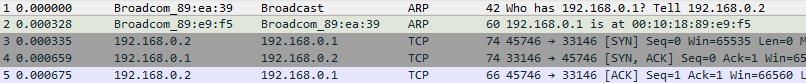 1 0.000000 Broadcom_89:ea:39 Broadcast ARP 42 Who has 192.168.0.1? Tell 192.168.0.2
2 0.000328 Broadcom_89:e9:f5 Broadcom_89:ea:39 ARP 60 192.168.0.1 is at 00:10:18:89:e9:f5
3 0.000335 192.168.0.2 192.168.0.1 TCP 74 45746 → 33146 [SYN] Seq=0 Win=65535 Len=0 M
4 0.000659 192.168.0.1 192.168.0.2 TCP 74 33146 → 45746 [SYN, ACK] Seq=0 Ack=1 Win=6
5 0.000675 192.168.0.2 192.168.0.1 TCP 66 45746 → 33146 [ACK] Seq=1 Ack=1 Win=66560 L